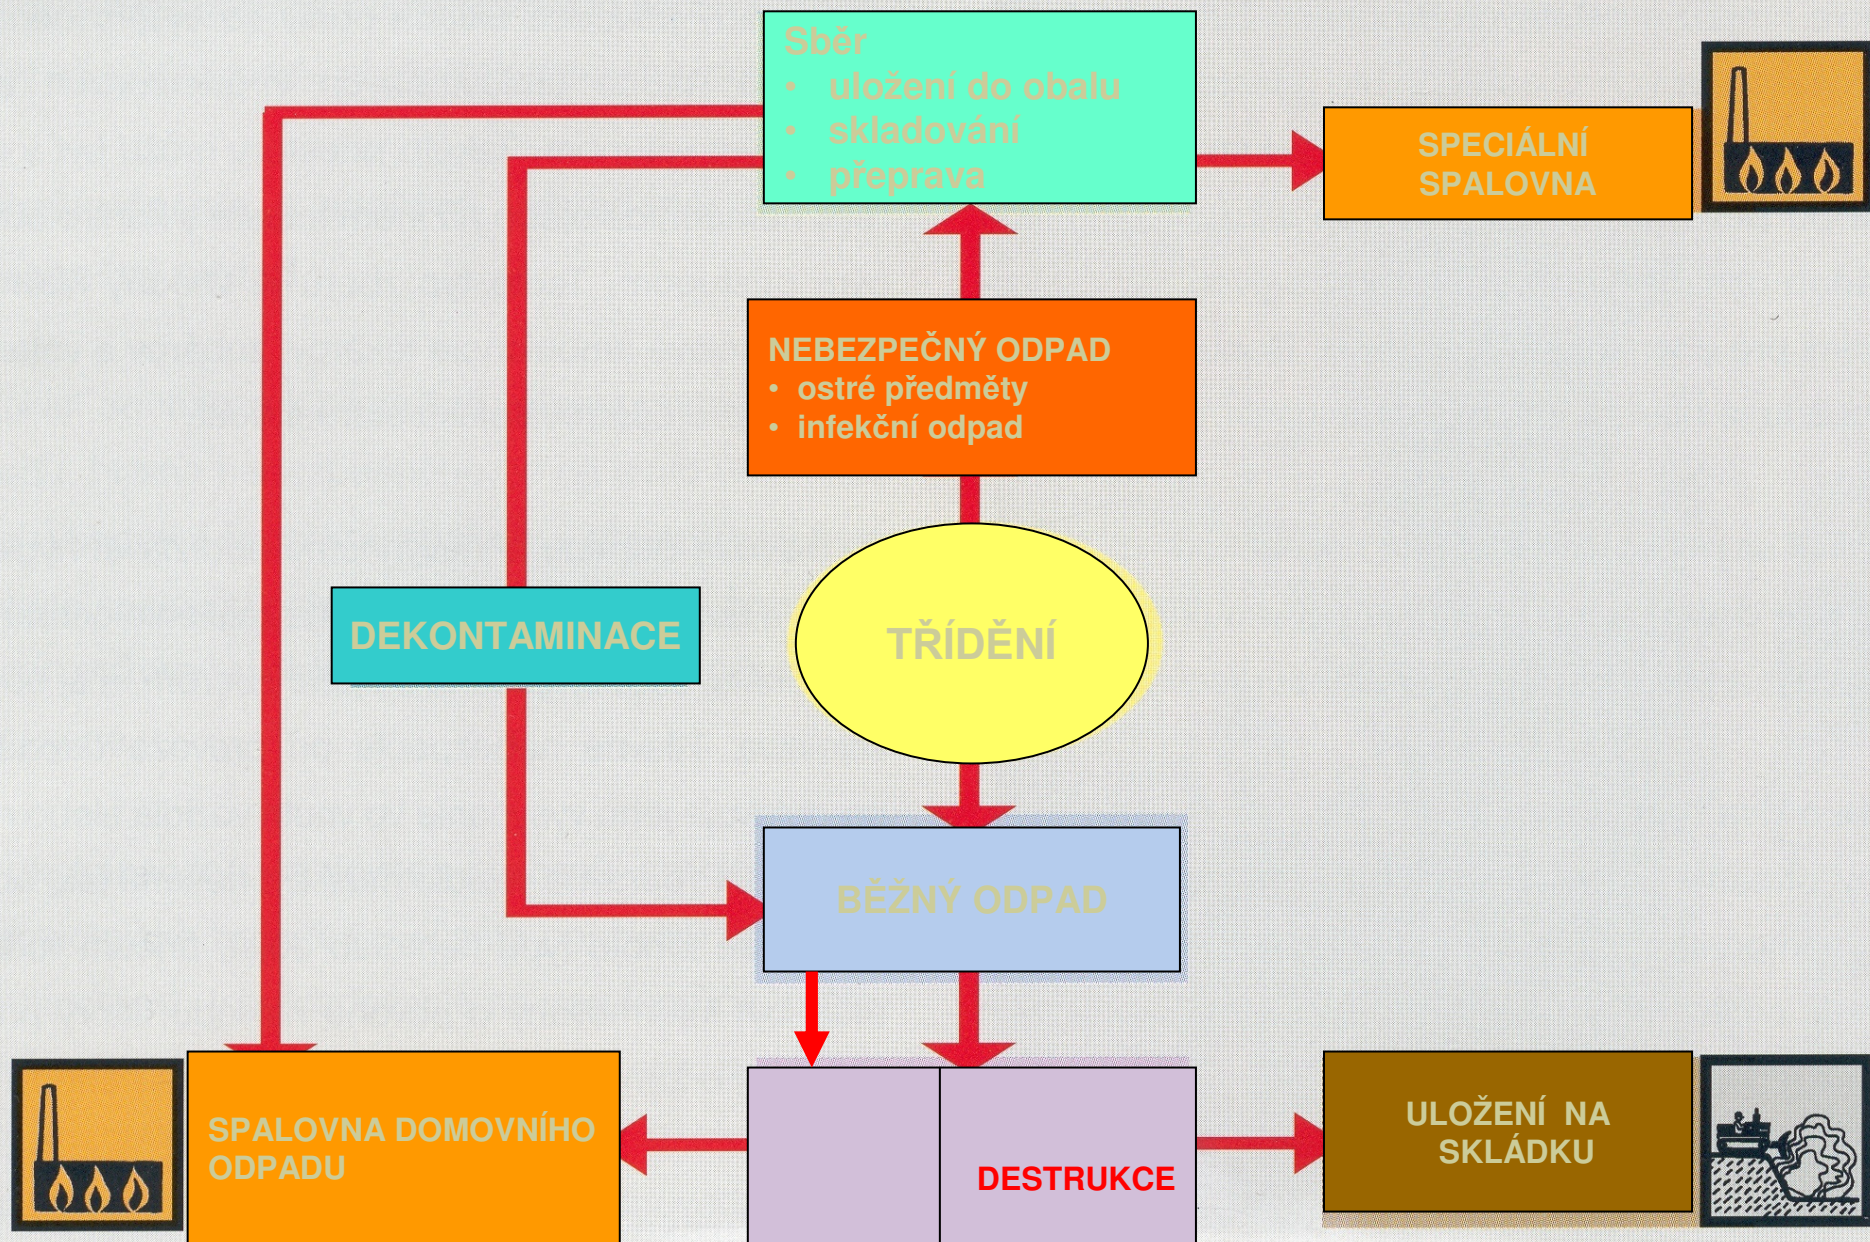 Sběr
• uložení do obalu
• skladování
• přeprava
SPECIÁLNÍ
SPALOVNA
NEBEZPEČNÝ ODPAD
• ostré předměty
• infekční odpad
DEKONTAMINACE
TŘÍDĚNÍ
BĚŽNÝ ODPAD
SPALOVNA DOMOVNÍHO
ODPADU
DESTRUKCE
ULOŽENÍ NA
SKLÁDKU